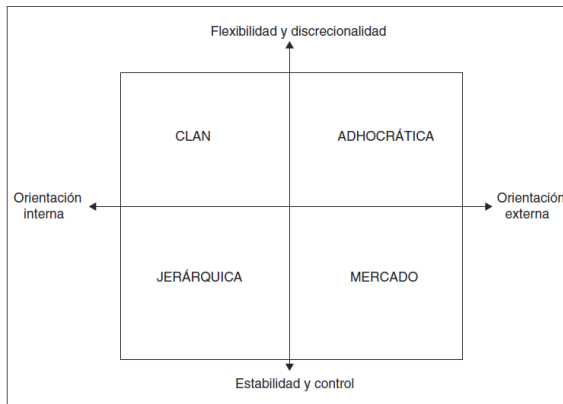 Flexibilidad y discrecionalidad
CLAN
ADHOCRÁTICA
Orientación
interna
Orientación
externa
JERÁRQUICA
MERCADO
Estabilidad y control